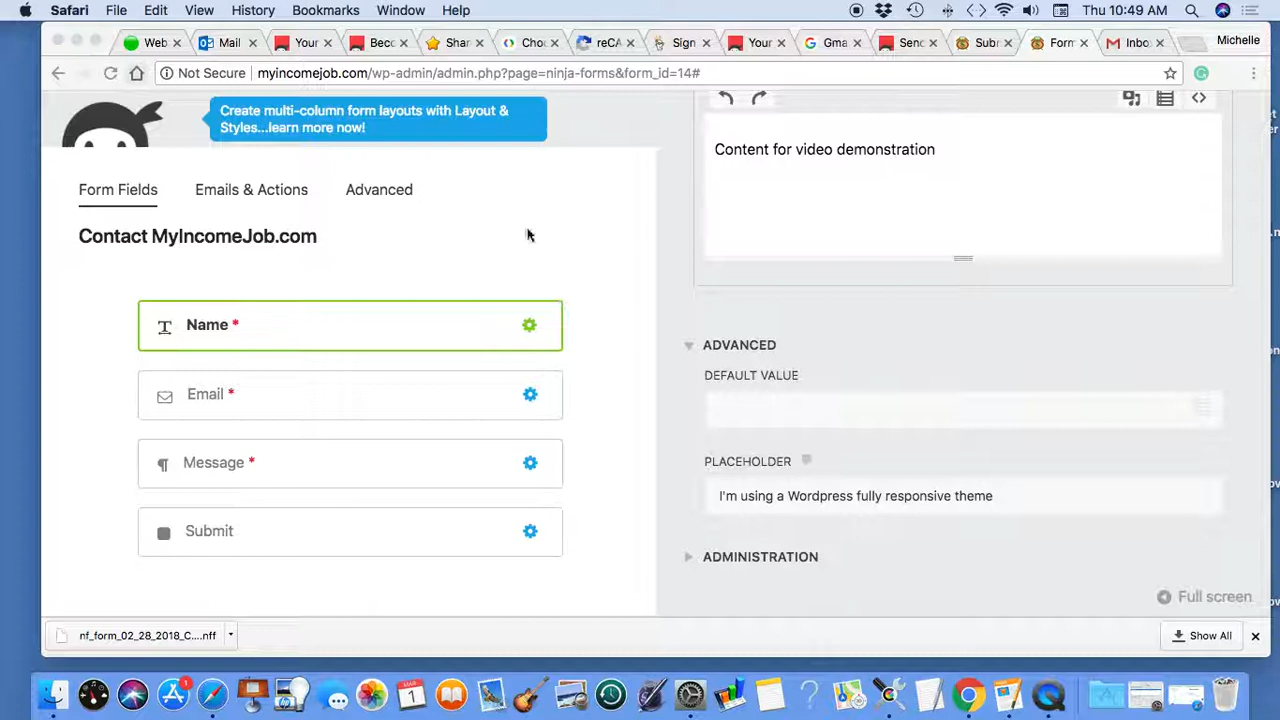 Safari File Edit View History Bookmarks Window Help Thu 10:49 AM
Web Mail Your Becc Shar Chou reCA Sign Your Gma Senc Subr Form Inbo Michelle
Not Secure myincomejob.com/wp-admin/admin.php?page=ninja-forms&form_id=14#
Create multi-column form layouts with Layout &
Styles...learn more now!
Form Fields Emails & Actions Advanced
Contact MyIncomeJob.com
Name *
Email *
Message *
Submit
Content for video demonstration
ADVANCED
DEFAULT VALUE
PLACEHOLDER
I'm using a Wordpress fully responsive theme
ADMINISTRATION
Full screen
nf_form_02_28_2018_C....nff
Show All